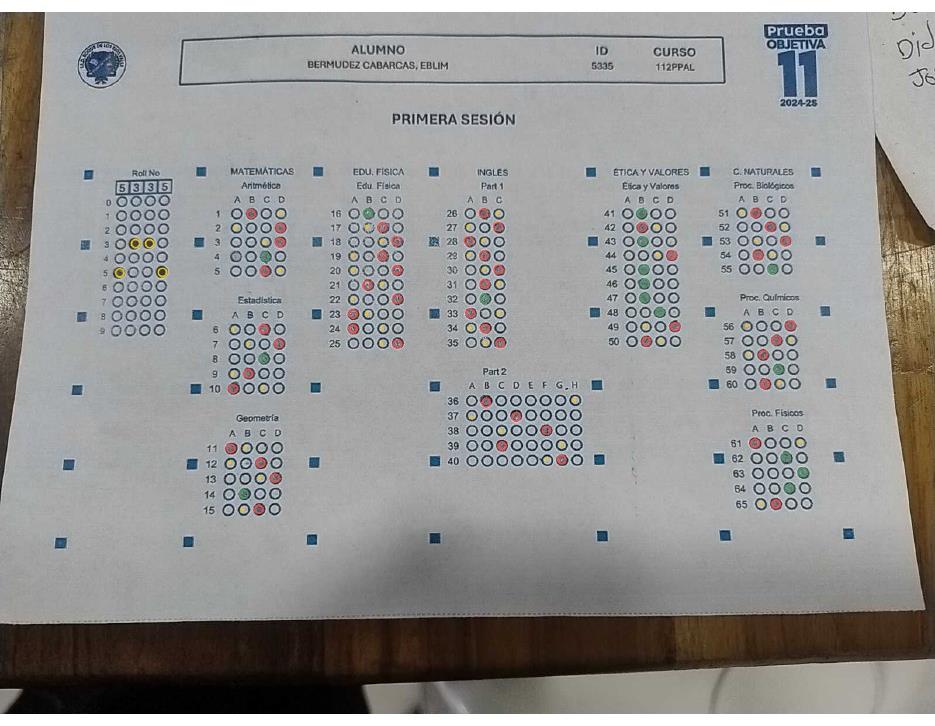 ALUMNO
BERMUDEZ CABARCAS, EBLIM
ID
5335
CURSO
112PPAL
Prueba
OBJETIVA
11
2024-25
PRIMERA SESIÓN
Roll No
5 3 3 5
0
1
2
3
4
5
6
7
8
9
MATEMÁTICAS
Aritmética
A B C D
1
2
3
4
5
Estadística
A B C D
6
7
8
9
10
Geometría
A B C D
11
12
13
14
15
EDU. FÍSICA
Edu. Física
A B C D
16
17
18
19
20
21
22
23
24
25
INGLÉS
Part 1
A B C
26
27
28
29
30
31
32
33
34
35
Part 2
A B C D E F G H
36
37
38
39
40
ÉTICA Y VALORES
Ética y Valores
A B C D
41
42
43
44
45
46
47
48
49
50
C. NATURALES
Proc. Biológicos
A B C D
51
52
53
54
55
Proc. Químicos
A B C D
56
57
58
59
60
Proc. Físicos
A B C D
61
62
63
64
65